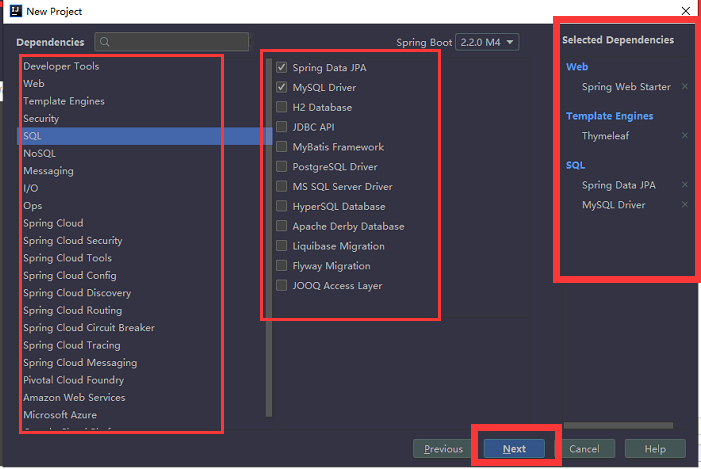 New Project
Dependencies
Spring Boot 2.2.0 M4
Developer Tools
Web
Template Engines
Security
SQL
NoSQL
Messaging
I/O
Ops
Spring Cloud
Spring Cloud Security
Spring Cloud Tools
Spring Cloud Config
Spring Cloud Discovery
Spring Cloud Routing
Spring Cloud Circuit Breaker
Spring Cloud Tracing
Spring Cloud Messaging
Pivotal Cloud Foundry
Amazon Web Services
Microsoft Azure
Spring Data JPA
MySQL Driver
H2 Database
JDBC API
MyBatis Framework
PostgreSQL Driver
MS SQL Server Driver
HyperSQL Database
Apache Derby Database
Liquibase Migration
Flyway Migration
JOOQ Access Layer
Selected Dependencies
Web
Spring Web Starter
Template Engines
Thymeleaf
SQL
Spring Data JPA
MySQL Driver
Previous
Next
Cancel
Help